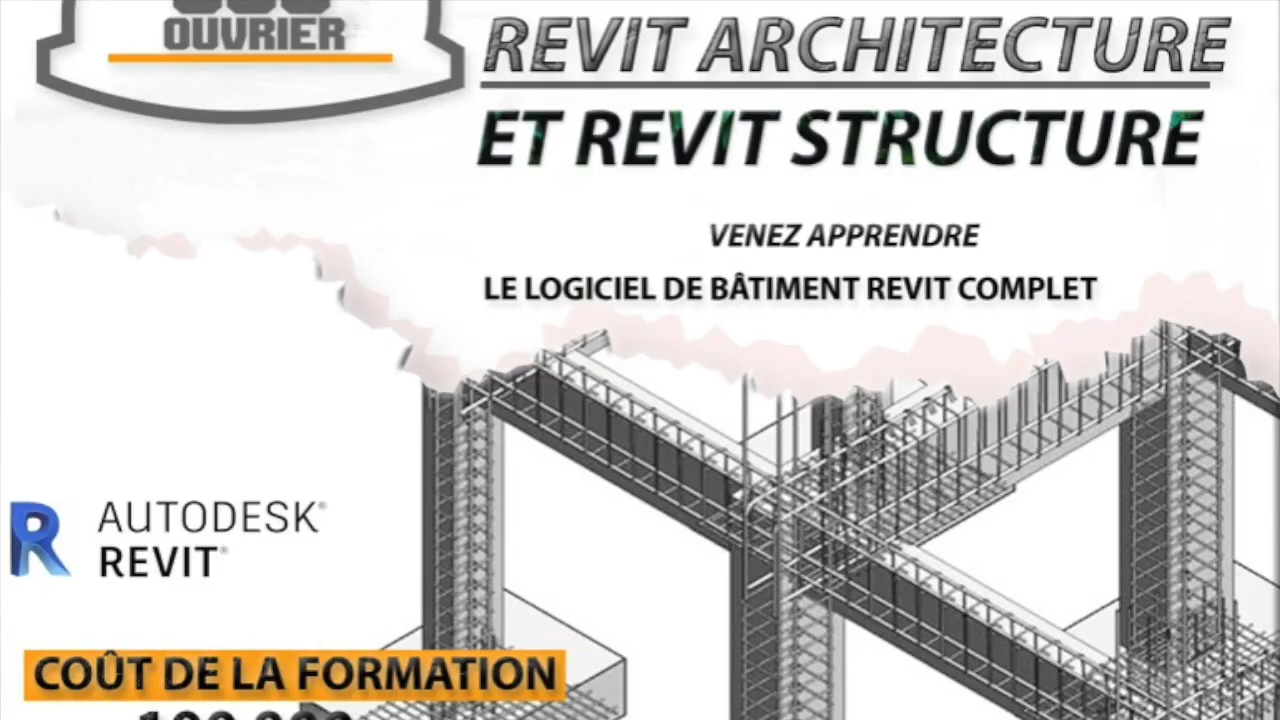 OUVRIER
REVIT ARCHITECTURE
ET REVIT STRUCTURE
VENEZ APPRENDRE
LE LOGICIEL DE BÂTIMENT REVIT COMPLET
AUTODESK®
REVIT®
COÛT DE LA FORMATION